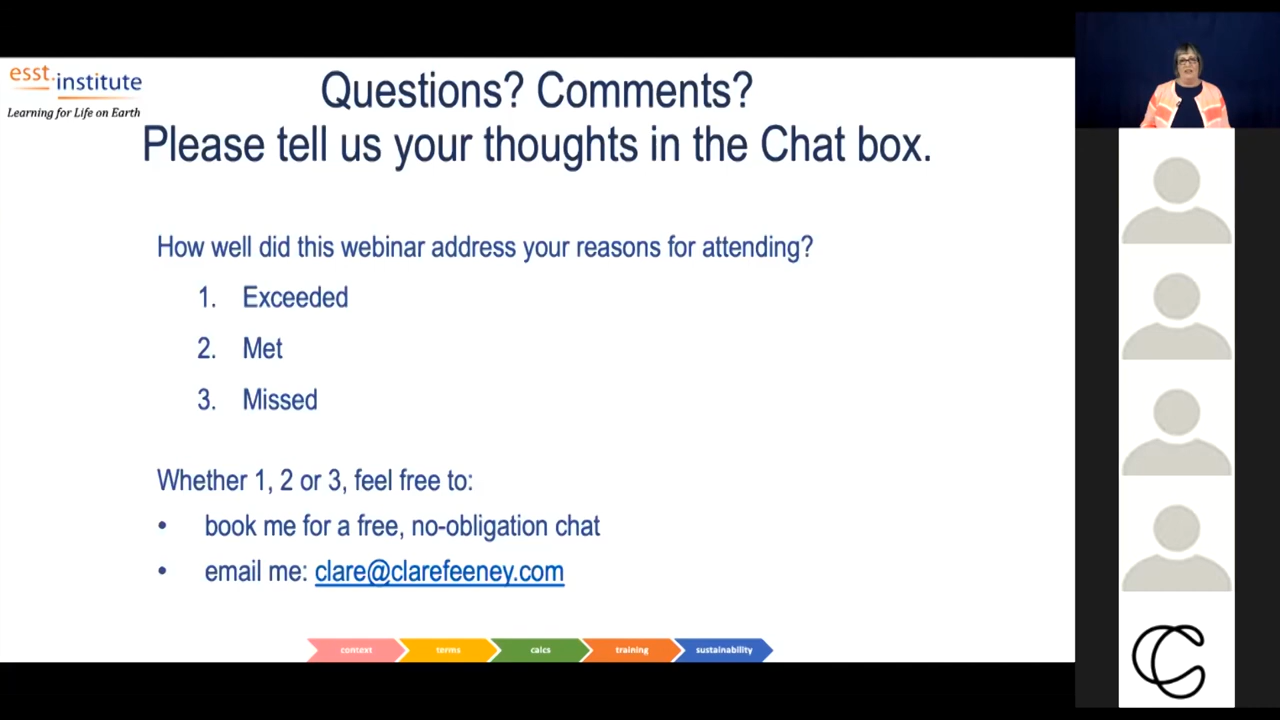 esst.institute
Learning for Life on Earth
Questions? Comments?
Please tell us your thoughts in the Chat box.
How well did this webinar address your reasons for attending?
1. Exceeded
2. Met
3. Missed
Whether 1, 2 or 3, feel free to:
• book me for a free, no-obligation chat
• email me: clare@clarefeeney.com
context terms calcs training sustainability